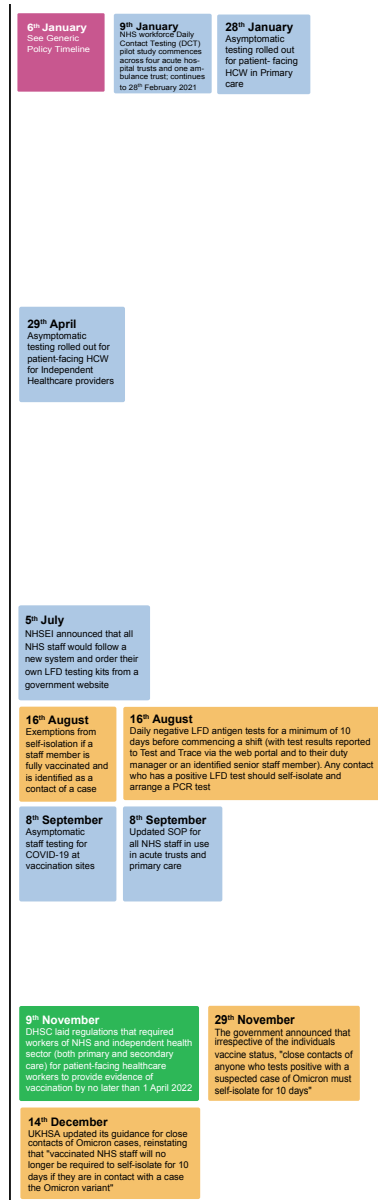 6th January
See Generic
Policy Timeline
9th January
NHS workforce Daily
Contact Testing (DCT)
pilot study commences
across four acute hos-
pital trusts and one am-
bulance trust; continues
to 28th February 2021
28th January
Asymptomatic
testing rolled out
for patient- facing
HCW in Primary
care
29th April
Asymptomatic
testing rolled out for
patient-facing HCW
for Independent
Healthcare providers
5th July
NHSEI announced that all
NHS staff would follow a
new system and order their
own LFD testing kits from a
government website
16th August
Exemptions from
self-isolation if a
staff member is
fully vaccinated and
is identified as a
contact of a case
16th August
Daily negative LFD antigen tests for a minimum of 10
days before commencing a shift (with test results reported
to Test and Trace via the web portal and to their duty
manager or an identified senior staff member). Any contact
who has a positive LFD test should self-isolate and
arrange a PCR test
8th September
Asymptomatic
staff testing for
COVID-19 at
vaccination sites
8th September
Updated SOP for
all NHS staff in use
in acute trusts and
primary care
9th November
DHSC laid regulations that required
workers of NHS and independent health
sector (both primary and secondary
care) for patient-facing healthcare
workers to provide evidence of
vaccination by no later than 1 April 2022
29th November
The government announced that
irrespective of the individuals
vaccine status, "close contacts of
anyone who tests positive with a
suspected case of Omicron must
self-isolate for 10 days"
14th December
UKHSA updated its guidance for close
contacts of Omicron cases, reinstating
that "vaccinated NHS staff will no
longer be required to self-isolate for 10
days if they are in contact with a case
the Omicron variant"